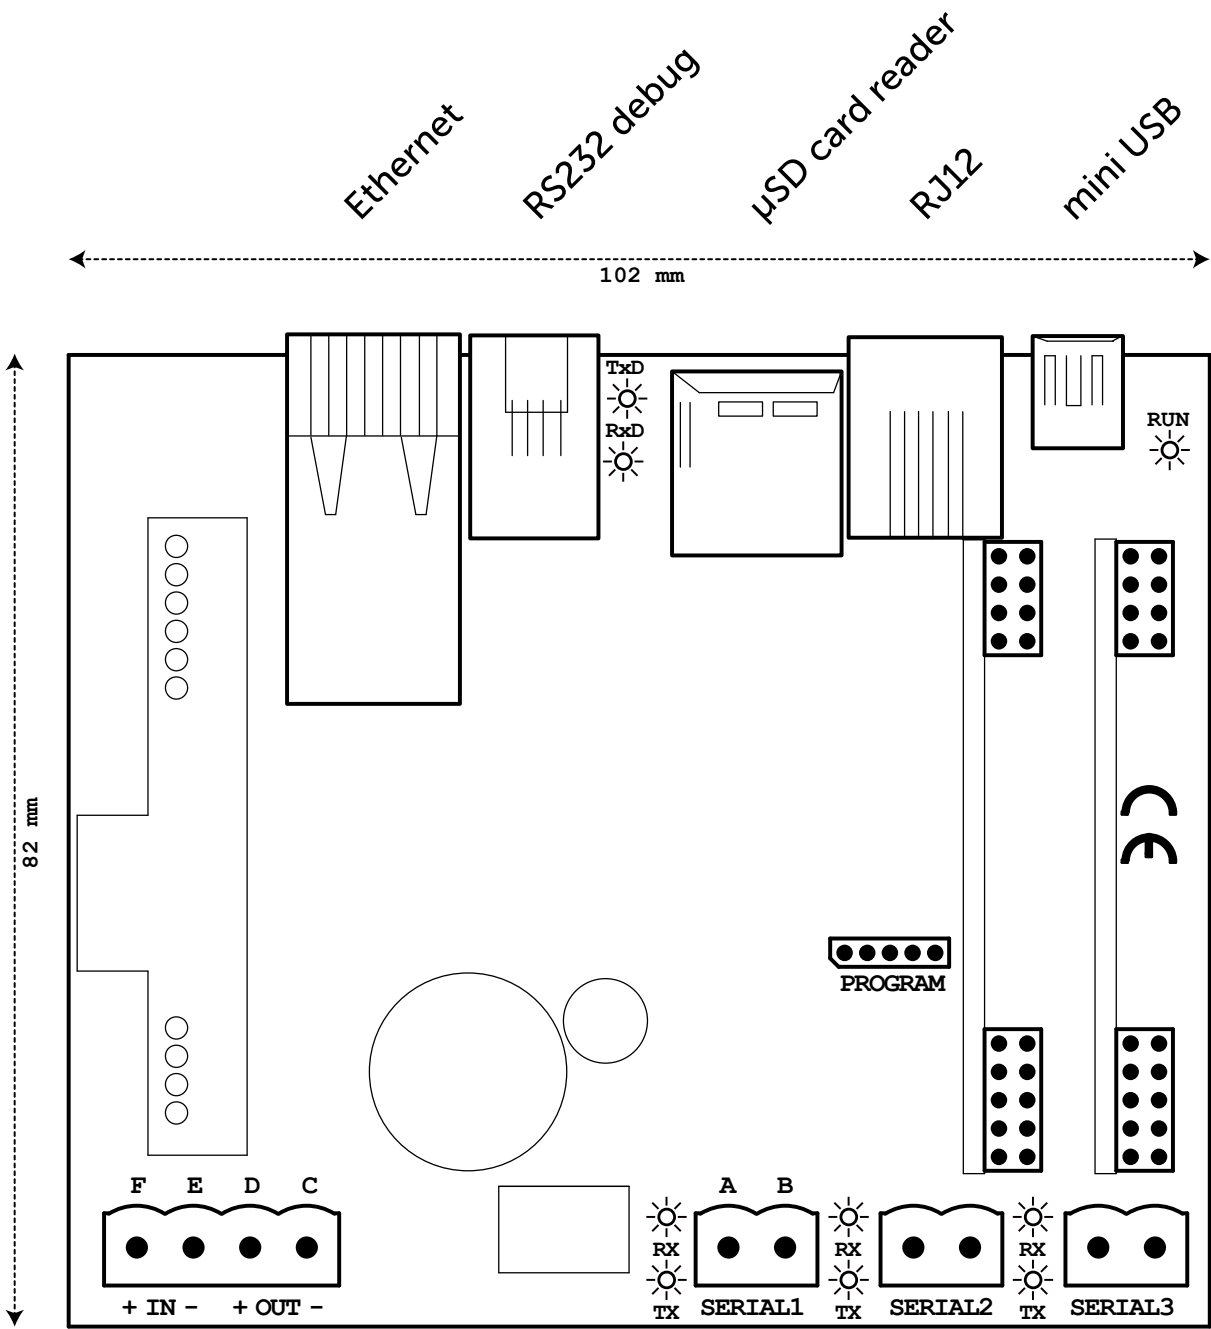 Ethernet
RS232 debug
µSD card reader
RJ12
mini USB
102 mm
TxD
RxD
RUN
82 mm
CE
PROGRAM
F E D C
A B
RX RX RX
TX TX TX
+ IN - + OUT -
SERIAL1 SERIAL2 SERIAL3